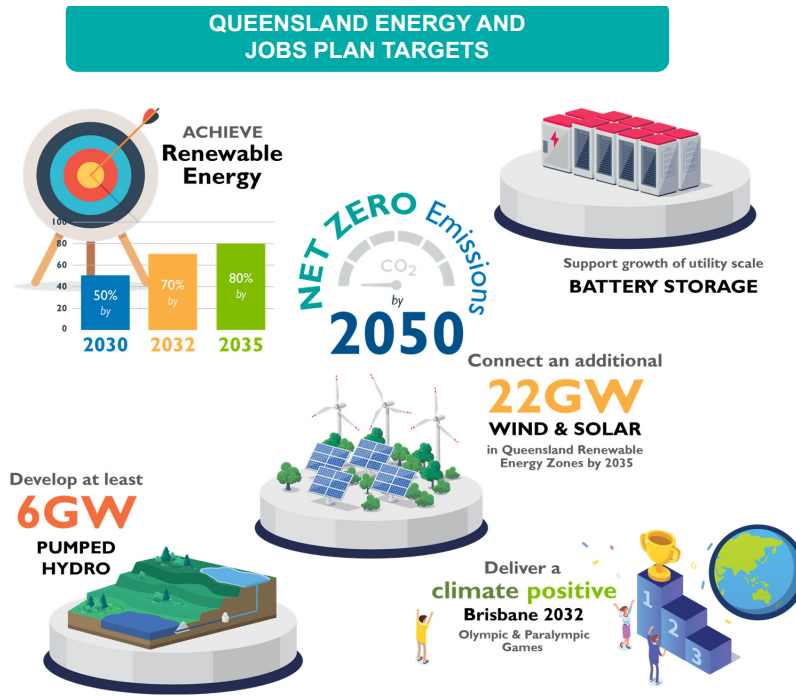 QUEENSLAND ENERGY AND
JOBS PLAN TARGETS
ACHIEVE
Renewable
Energy
100
80
60
40
20
0
50%
by
70%
by
80%
by
2030
2032
2035
NET ZERO Emissions
CO2
by
2050
Support growth of utility scale
BATTERY STORAGE
Connect an additional
22GW
WIND & SOLAR
in Queensland Renewable
Energy Zones by 2035
Develop at least
6GW
PUMPED
HYDRO
Deliver a
climate positive
Brisbane 2032
Olympic & Paralympic
Games
1
2
3